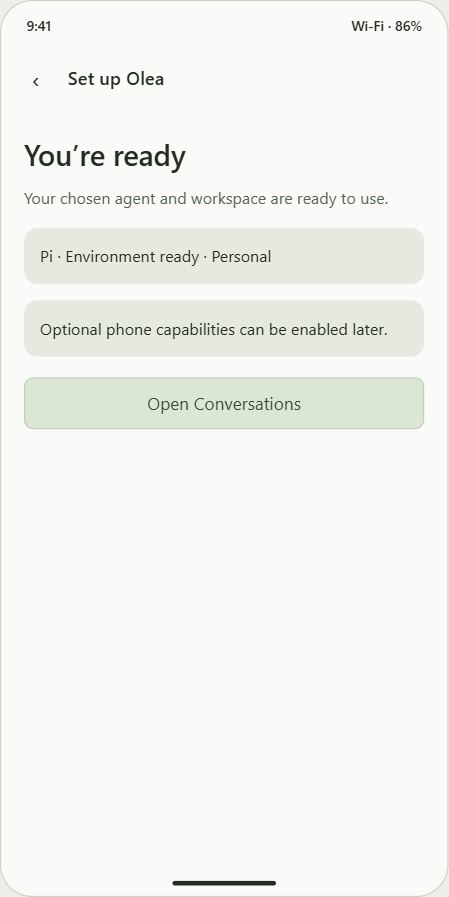 9:41
Wi-Fi · 86%
‹ Set up Olea
You’re ready
Your chosen agent and workspace are ready to use.
Pi · Environment ready · Personal
Optional phone capabilities can be enabled later.
Open Conversations